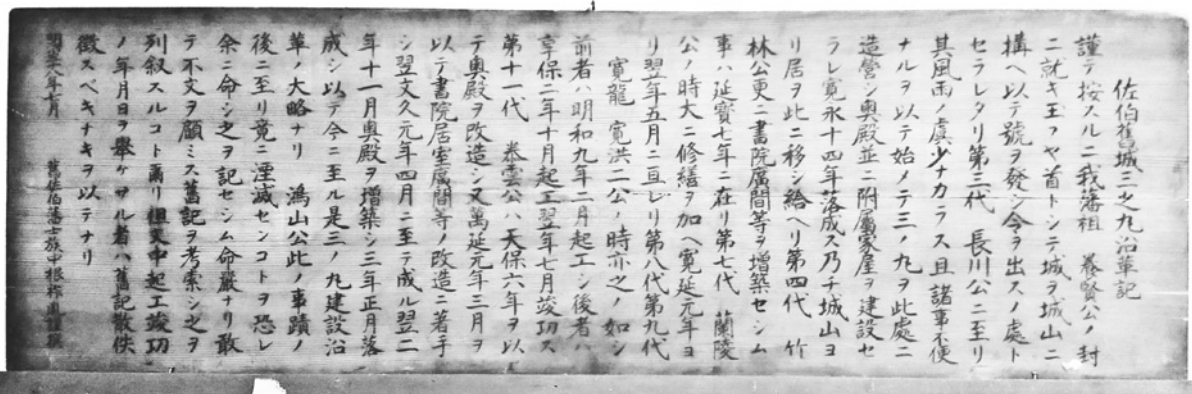 佐伯舊城三之九沿革記
謹テ按スルニ我藩祖　養賢公ノ封
ニ就キ玉フヤ首トシテ城ヲ城山ニ
構ヘ以テ號ヲ發シ令ヲ出スノ處ト
セラレタリ第三代　長川公ニ至リ
其風雨ノ虞少ナカラス且諸事不便
ナルヲ以テ始メテ三ノ九ヲ此處ニ
造營シ奥殿並ニ附属家屋ヲ建設セ
ラレ寛永十四年落成ス乃チ城山ヨ
リ居ヲ此ニ移シ給ヘリ第四代　竹
林公更ニ書院廣間等ヲ増築セシム
事ハ延寶七年ニ在リ第七代　蘭陵
公ノ時大ニ修繕ヲ加ヘ寛延元年ヨ
リ翌年五月ニ亘レリ第八代第九代
寛龍　寛洪二公ノ時亦之ノ如シ
前者ハ明和九年二月起工シ後者ハ
享保二年十月起工翌年七月竣功ス
第十一代　泰雲公ハ天保六年ヲ以
テ奥殿ヲ改造シ又萬延元年三月ヲ
以テ書院居室廣間等ノ改造ニ著手
シ翌文久元年四月ニ至テ成ル翌二
年十一月奥殿ヲ増築シ三年正月落
成シ以テ今ニ至ル是三ノ九建設沿
革ノ大略ナリ　鴻山公此ノ事蹟ノ
後ニ至リ竟ニ湮滅センコトヲ恐レ
余ニ命シ之ヲ記セシム命嚴ナリ敢
テ不文ヲ顧ミス舊記ヲ考索シ之ヲ
列叙スルコト爾リ但文中起工竣功
ノ年月日ヲ舉ケサル者ハ舊記散佚
徴スベキナキヲ以テナリ
明治 八年十月　舊佐伯藩士族中根祚胤謹撰